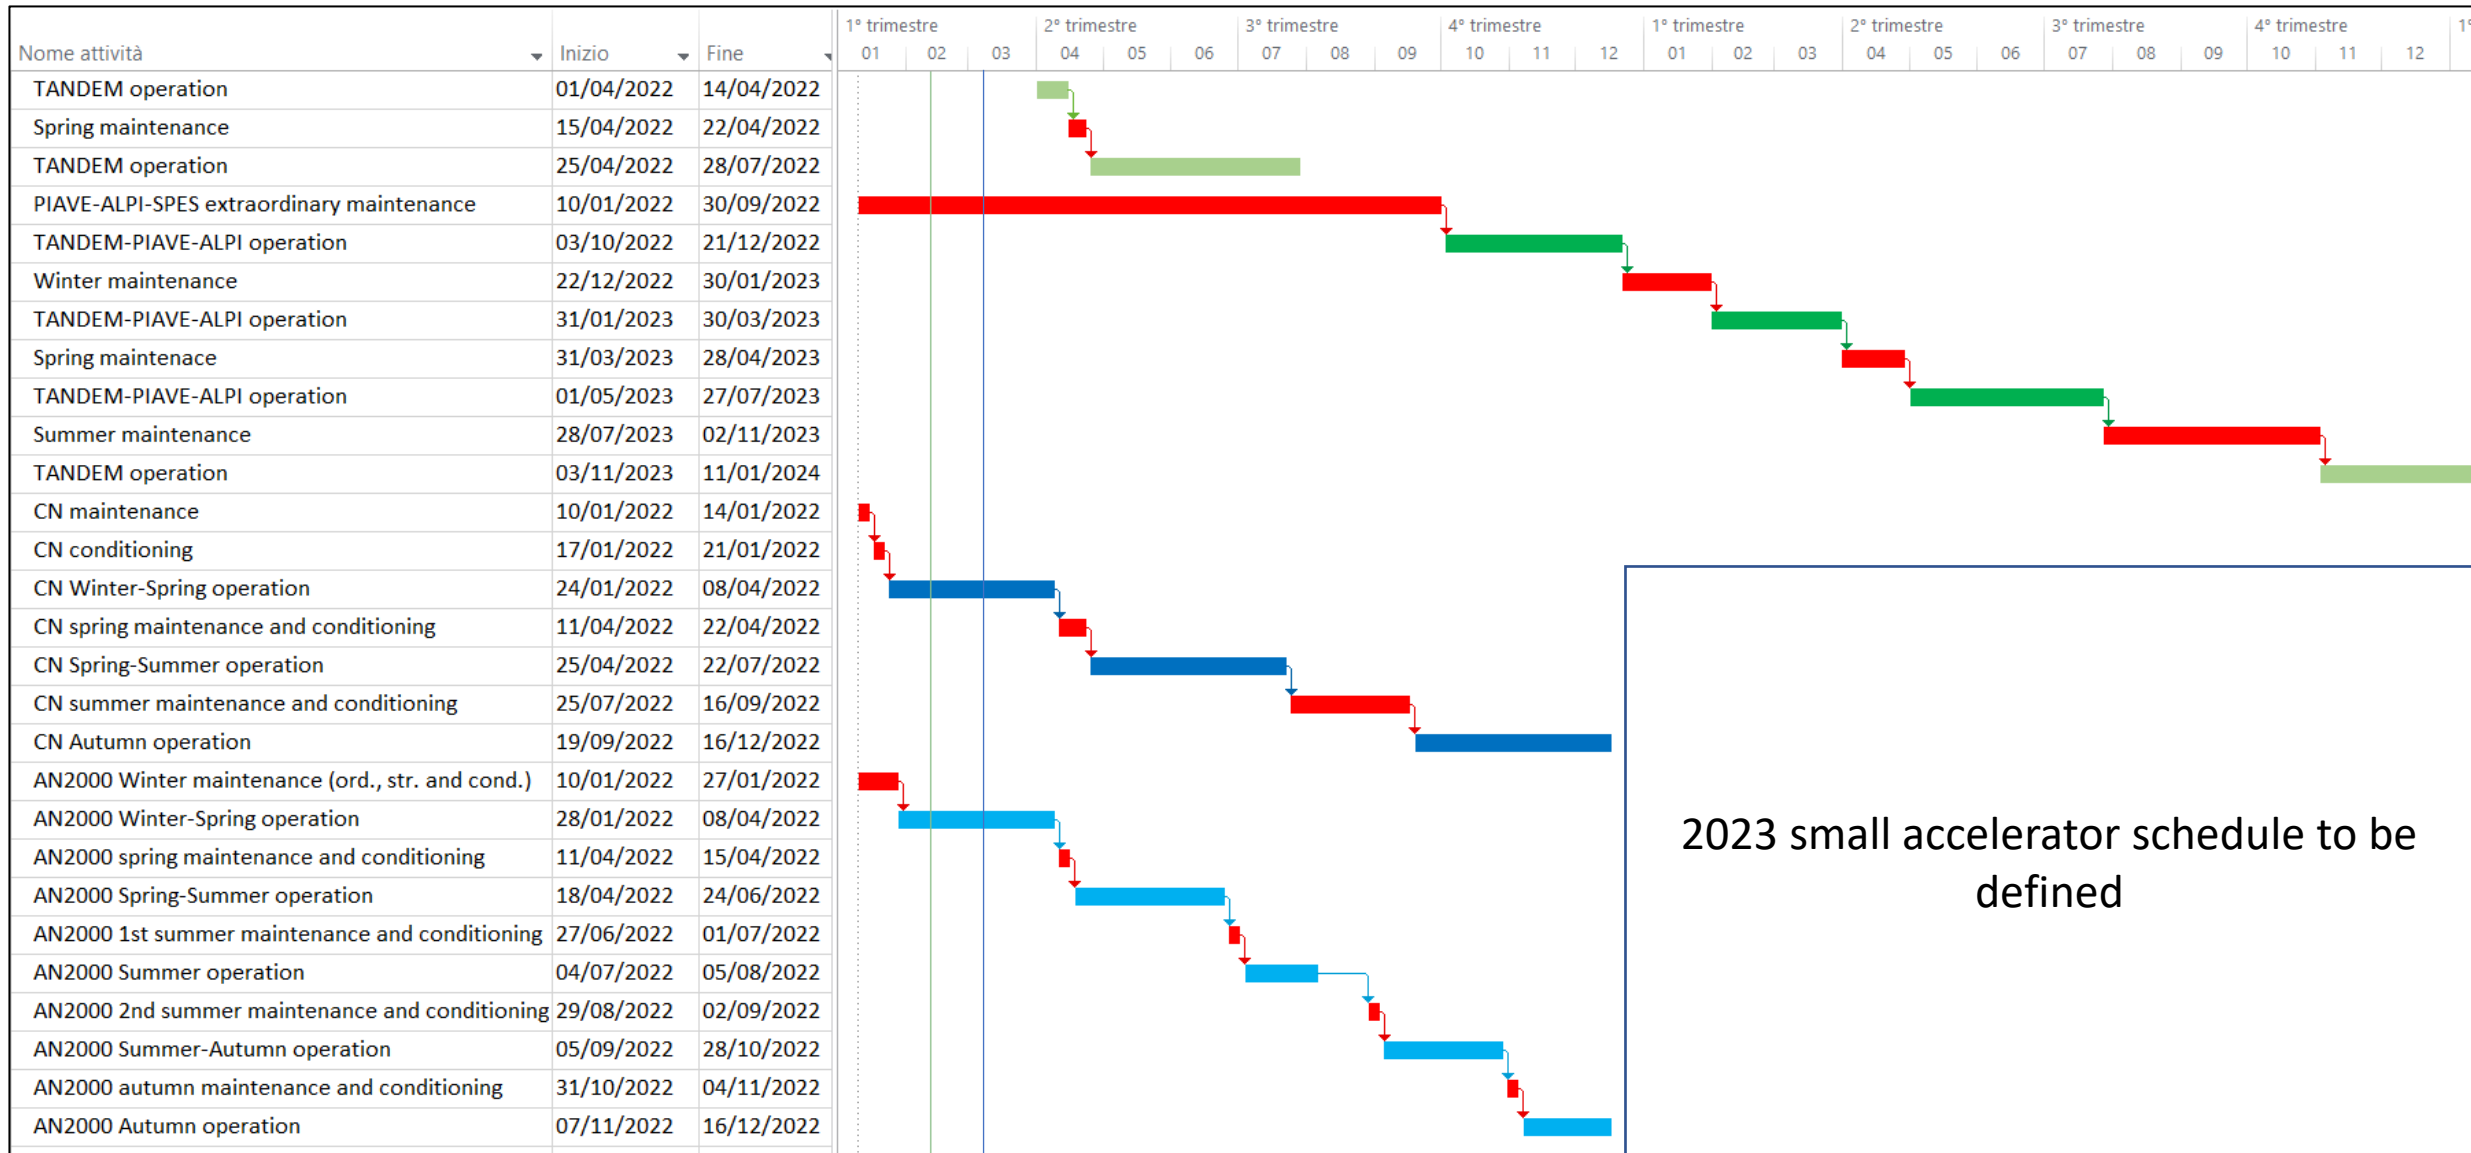 1° trimestre 2° trimestre 3° trimestre 4° trimestre 1° trimestre 2° trimestre 3° trimestre 4° trimestre 1°
Nome attività Inizio Fine 01 02 03 04 05 06 07 08 09 10 11 12 01 02 03 04 05 06 07 08 09 10 11 12
TANDEM operation 01/04/2022 14/04/2022
Spring maintenance 15/04/2022 22/04/2022
TANDEM operation 25/04/2022 28/07/2022
PIAVE-ALPI-SPES extraordinary maintenance 10/01/2022 30/09/2022
TANDEM-PIAVE-ALPI operation 03/10/2022 21/12/2022
Winter maintenance 22/12/2022 30/01/2023
TANDEM-PIAVE-ALPI operation 31/01/2023 30/03/2023
Spring maintenace 31/03/2023 28/04/2023
TANDEM-PIAVE-ALPI operation 01/05/2023 27/07/2023
Summer maintenance 28/07/2023 02/11/2023
TANDEM operation 03/11/2023 11/01/2024
CN maintenance 10/01/2022 14/01/2022
CN conditioning 17/01/2022 21/01/2022
CN Winter-Spring operation 24/01/2022 08/04/2022
CN spring maintenance and conditioning 11/04/2022 22/04/2022
CN Spring-Summer operation 25/04/2022 22/07/2022
CN summer maintenance and conditioning 25/07/2022 16/09/2022
CN Autumn operation 19/09/2022 16/12/2022
AN2000 Winter maintenance (ord., str. and cond.) 10/01/2022 27/01/2022
AN2000 Winter-Spring operation 28/01/2022 08/04/2022
AN2000 spring maintenance and conditioning 11/04/2022 15/04/2022
AN2000 Spring-Summer operation 18/04/2022 24/06/2022
AN2000 1st summer maintenance and conditioning 27/06/2022 01/07/2022
AN2000 Summer operation 04/07/2022 05/08/2022
AN2000 2nd summer maintenance and conditioning 29/08/2022 02/09/2022
AN2000 Summer-Autumn operation 05/09/2022 28/10/2022
AN2000 autumn maintenance and conditioning 31/10/2022 04/11/2022
AN2000 Autumn operation 07/11/2022 16/12/2022
2023 small accelerator schedule to be
defined